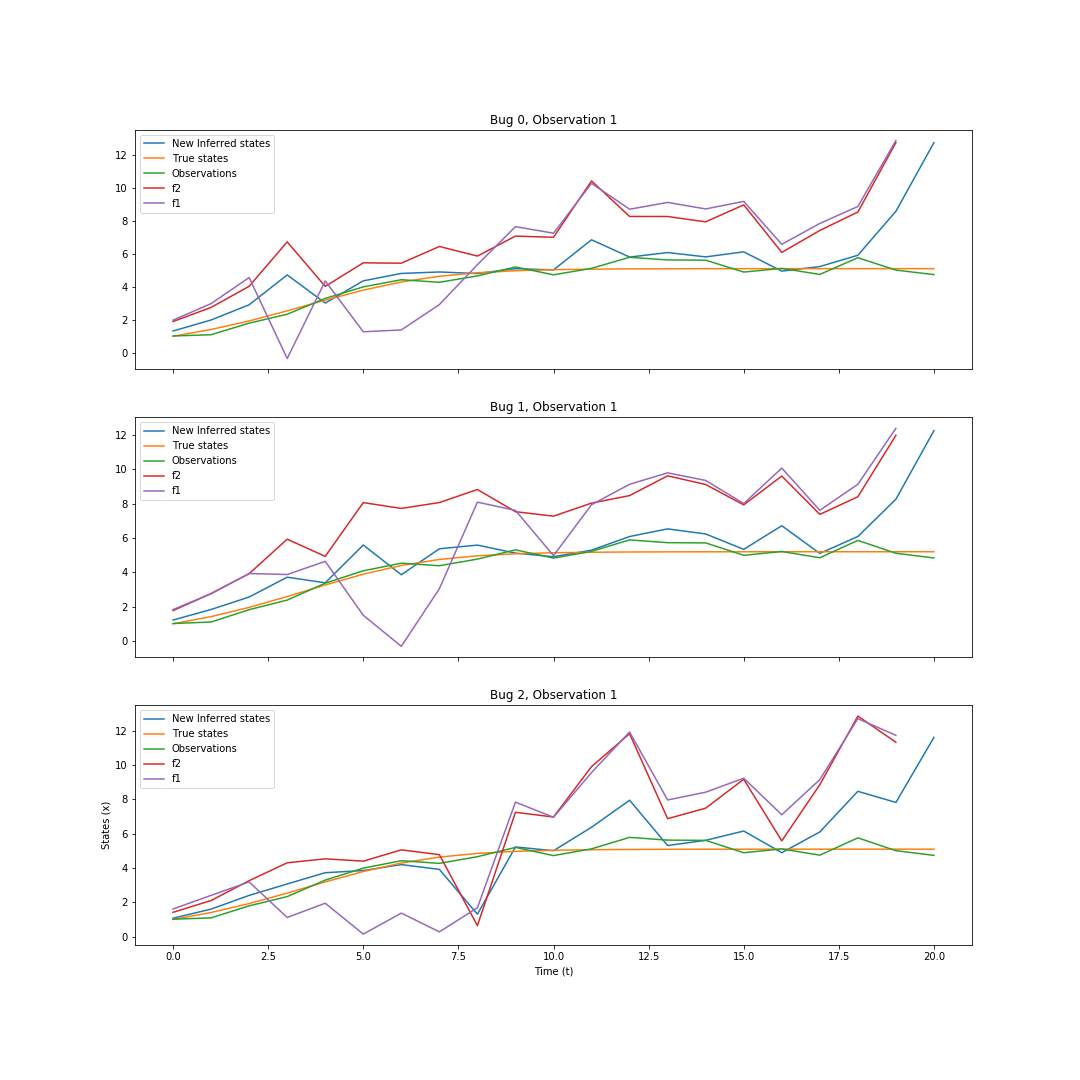 Bug 0, Observation 1
New Inferred states
True states
Observations
f2
f1
12
10
8
6
4
2
0
Bug 1, Observation 1
New Inferred states
True states
Observations
f2
f1
12
10
8
6
4
2
0
Bug 2, Observation 1
New Inferred states
True states
Observations
f2
f1
12
10
8
6
4
2
0
States (x)
0.0 2.5 5.0 7.5 10.0 12.5 15.0 17.5 20.0
Time (t)